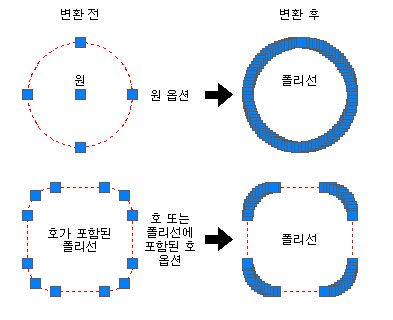 변환 전
변환 후
원
원 옵션
폴리선
호가 포함된
폴리선
호 또는
폴리선에
포함된 호
옵션
폴리선